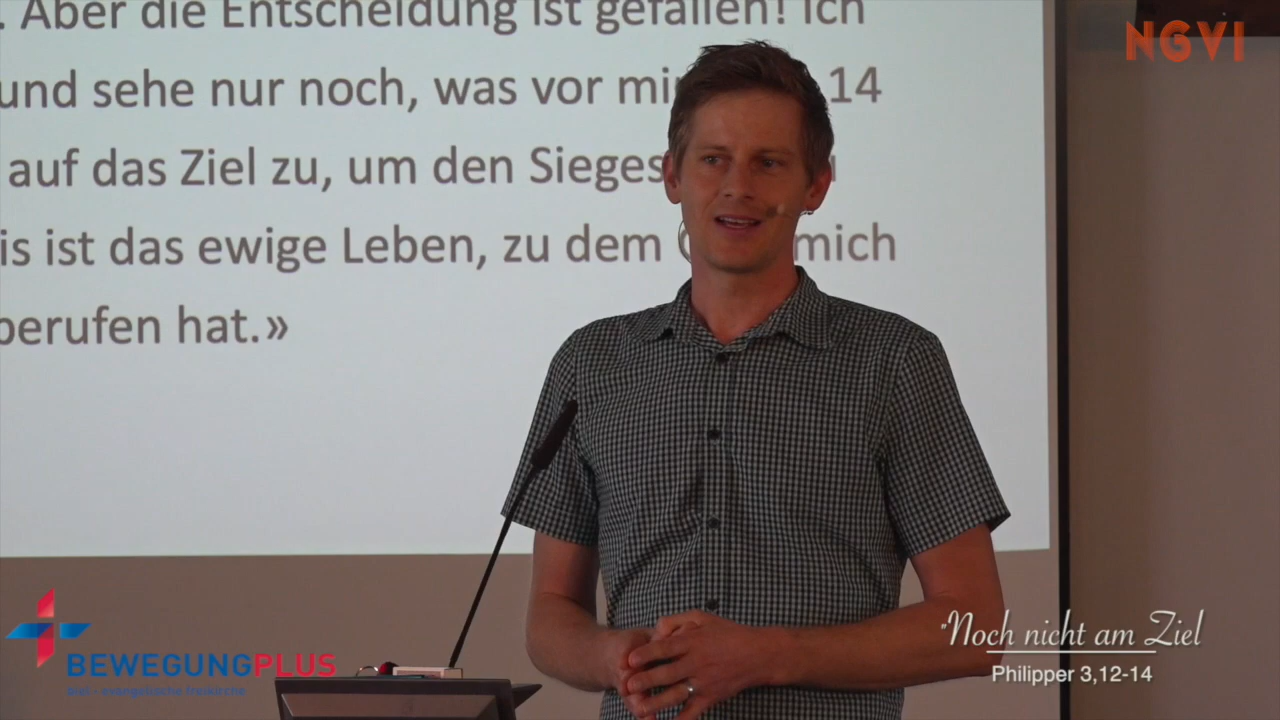 . Aber die Entscheidung ist gefallen! Ich
und sehe nur noch, was vor 14
auf das Ziel zu, um den Sieges
is ist das ewige Leben, zu dem mich
berufen hat.»
NGVI
BEWEGUNGPLUS
"Noch nicht am Ziel
Philipper 3,12-14